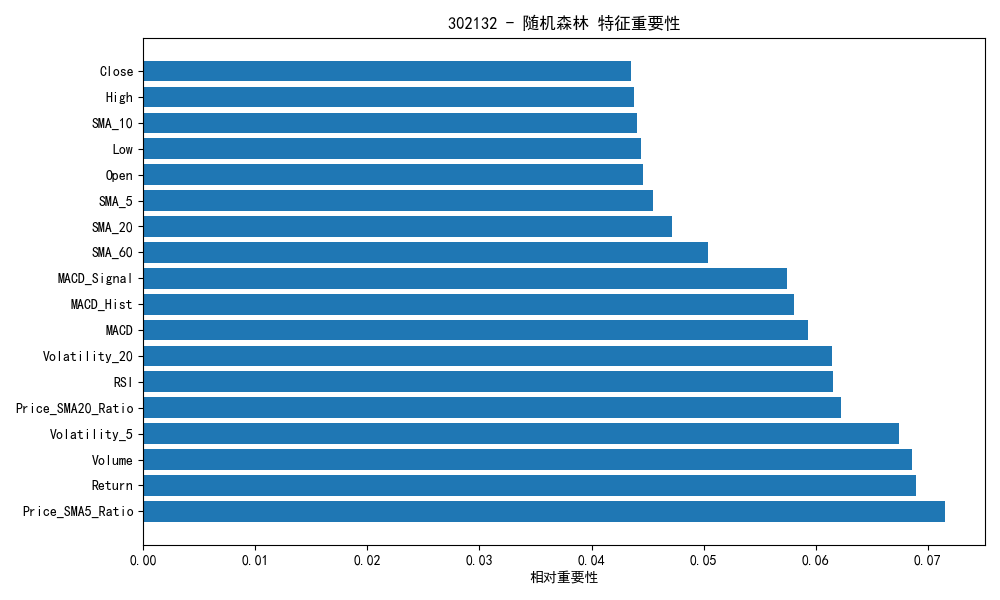 302132 - 随机森林 特征重要性
Close
High
SMA_10
Low
Open
SMA_5
SMA_20
SMA_60
MACD_Signal
MACD_Hist
MACD
Volatility_20
RSI
Price_SMA20_Ratio
Volatility_5
Volume
Return
Price_SMA5_Ratio
0.00 0.01 0.02 0.03 0.04 0.05 0.06 0.07
相对重要性